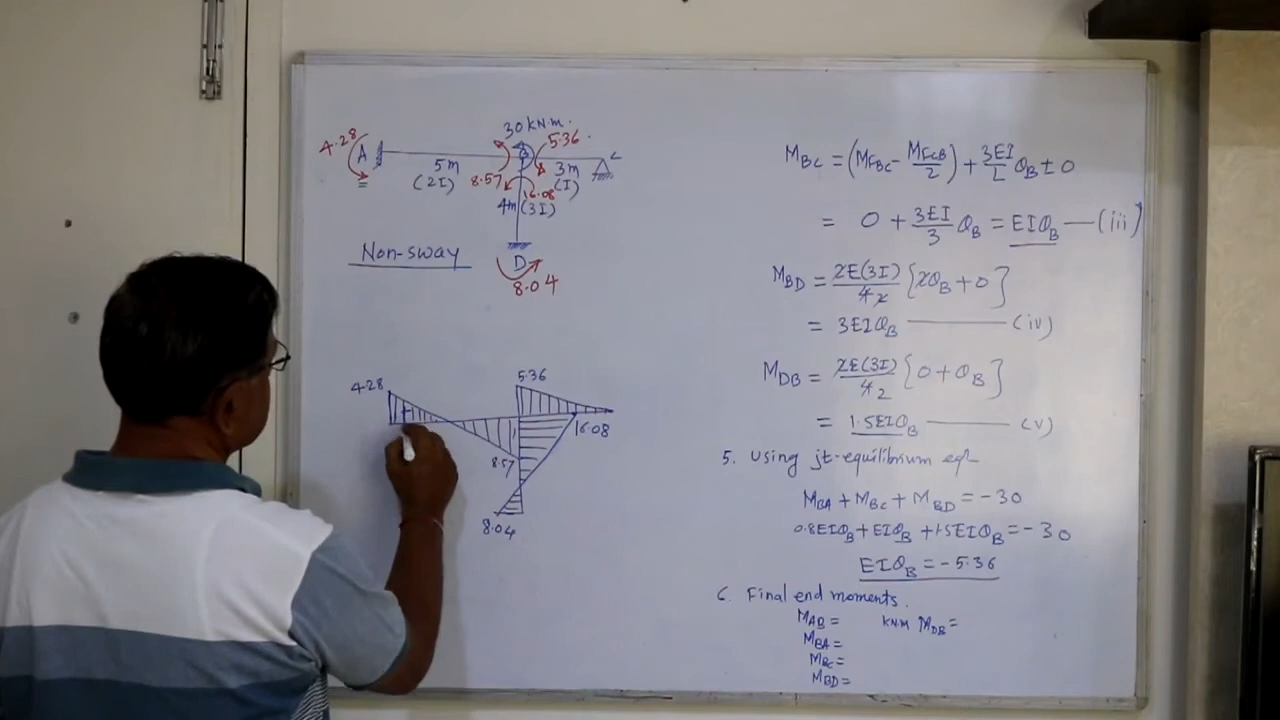 30 kN.m.
4.28 A B 5.36. C
5m 8.57 3m
(2I) 16.08 (I)
4m (3I)
Non-sway
D
8.04
4.28 5.36
+ 16.08
8.57
8.04
M_BC = (M_FBC - M_FCB/2) + 3EI/L θ_B ± 0
= 0 + 3EI/3 θ_B = EIθ_B — (iii)
M_BD = 2E(3I)/4 2 {2θ_B + 0}
= 3EIθ_B — (iv)
M_DB = 2E(3I)/4 2 {0 + θ_B}
= 1.5EIθ_B — (v)
5. Using jt-equilibrium eqⁿ
M_BA + M_BC + M_BD = -30
0.8EIθ_B + EIθ_B + 1.5EIθ_B = -30
EIθ_B = -5.36
6. Final end moments.
M_AB = KN.M M_DB =
M_BA =
M_BC =
M_BD =